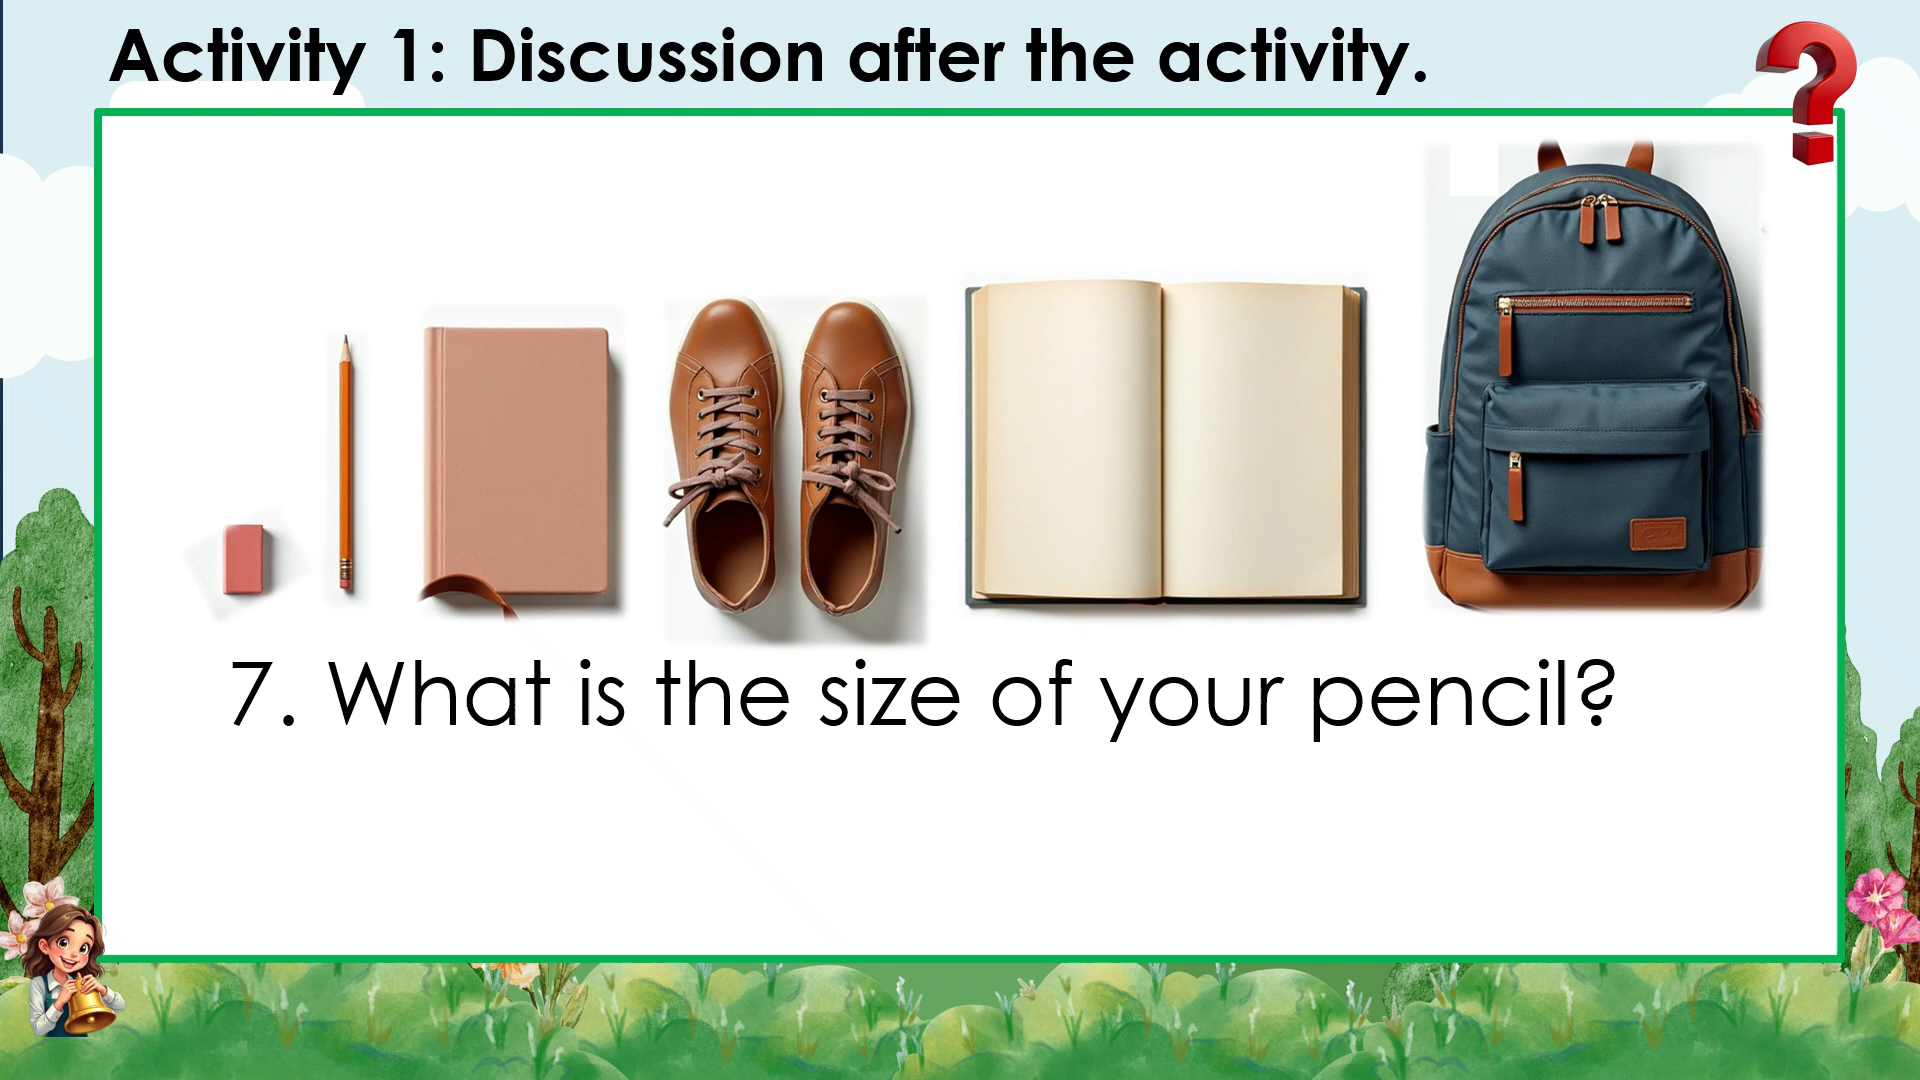 Activity 1: Discussion after the activity.
7. What is the size of your pencil?